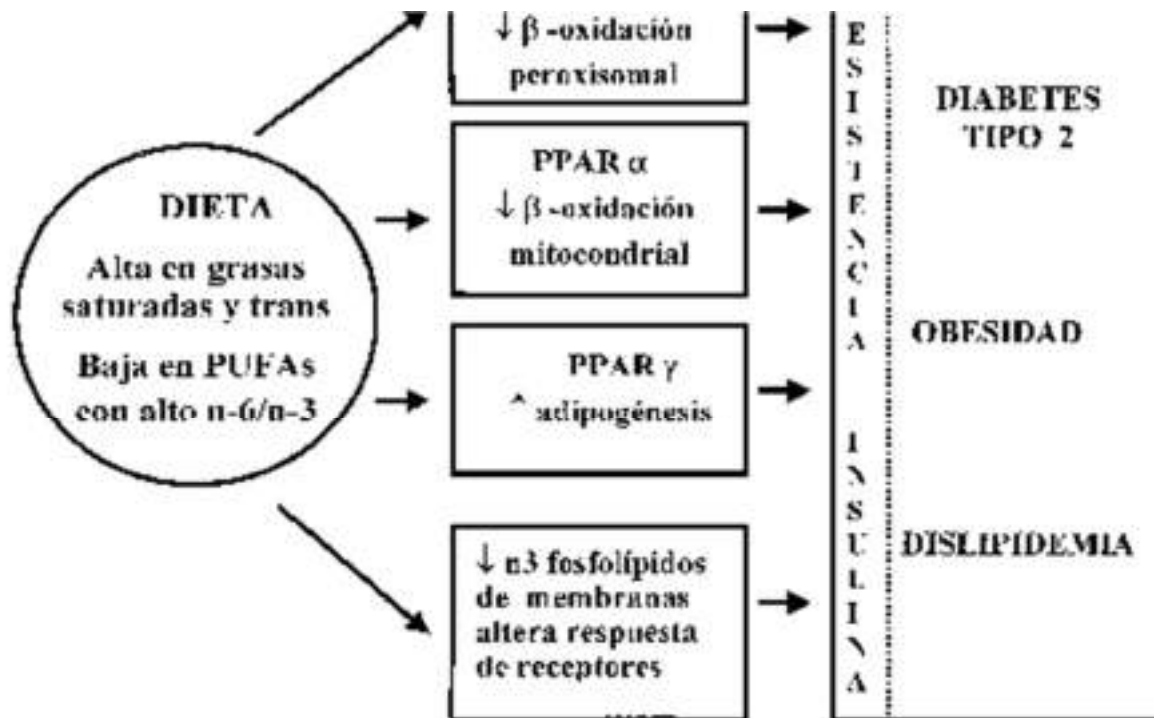 ↓ β -oxidación
peroxisomal
DIETA
Alta en grasas
saturadas y trans
Baja en PUFAs
con alto n-6/n-3
PPAR α
↓ β -oxidación
mitocondrial
PPAR γ
^ adipogénesis
↓ n3 fosfolípidos
de membranas
altera respuesta
de receptores
E
S
I
S
T
E
N
C
I
A
I
N
S
U
L
I
N
A
DIABETES
TIPO 2
OBESIDAD
DISLIPIDEMIA